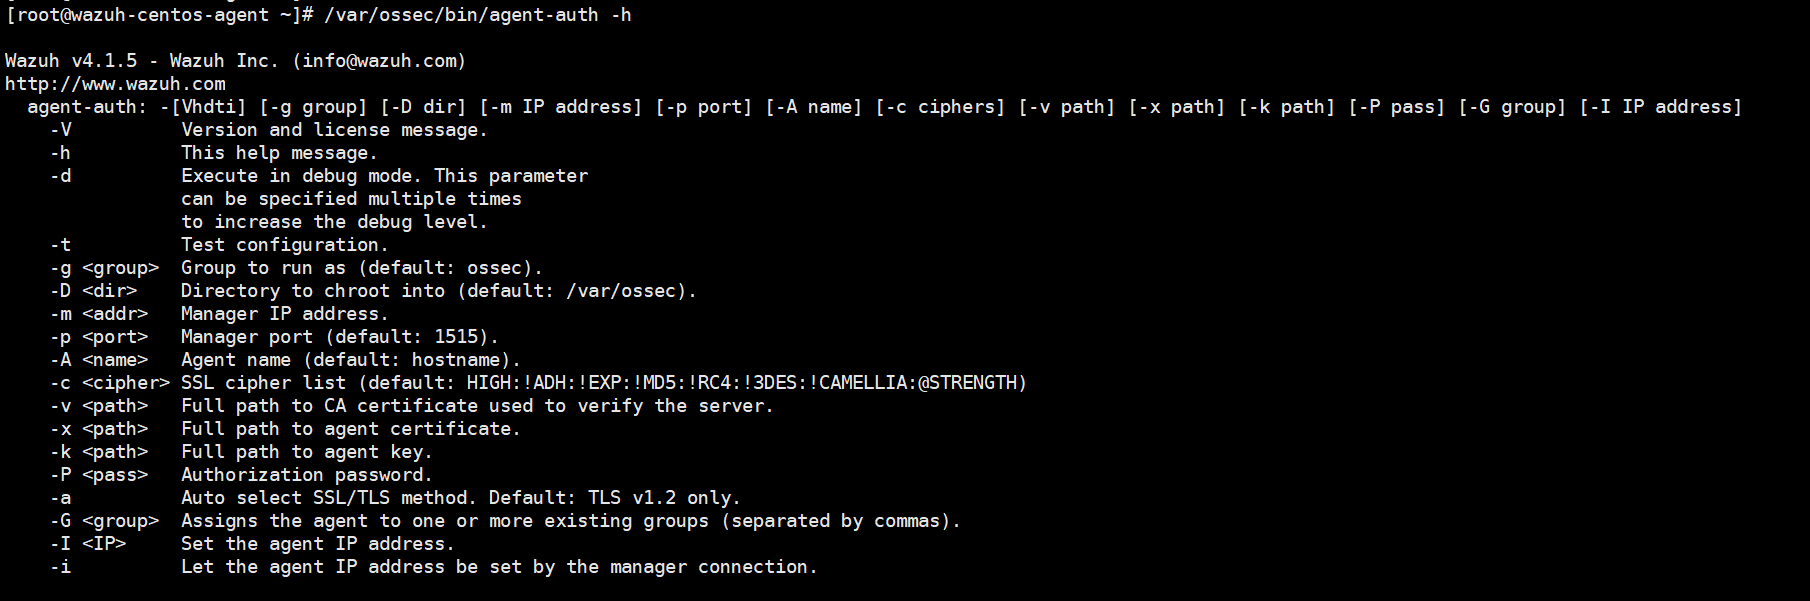 [root@wazuh-centos-agent ~]# /var/ossec/bin/agent-auth -h
Wazuh v4.1.5 - Wazuh Inc. (info@wazuh.com)
http://www.wazuh.com
  agent-auth: -[Vhdti] [-g group] [-D dir] [-m IP address] [-p port] [-A name] [-c ciphers] [-v path] [-x path] [-k path] [-P pass] [-G group] [-I IP address]
    -V          Version and license message.
    -h          This help message.
    -d          Execute in debug mode. This parameter
                can be specified multiple times
                to increase the debug level.
    -t          Test configuration.
    -g <group>  Group to run as (default: ossec).
    -D <dir>    Directory to chroot into (default: /var/ossec).
    -m <addr>   Manager IP address.
    -p <port>   Manager port (default: 1515).
    -A <name>   Agent name (default: hostname).
    -c <cipher> SSL cipher list (default: HIGH:!ADH:!EXP:!MD5:!RC4:!3DES:!CAMELLIA:@STRENGTH)
    -v <path>   Full path to CA certificate used to verify the server.
    -x <path>   Full path to agent certificate.
    -k <path>   Full path to agent key.
    -P <pass>   Authorization password.
    -a          Auto select SSL/TLS method. Default: TLS v1.2 only.
    -G <group>  Assigns the agent to one or more existing groups (separated by commas).
    -I <IP>     Set the agent IP address.
    -i          Let the agent IP address be set by the manager connection.